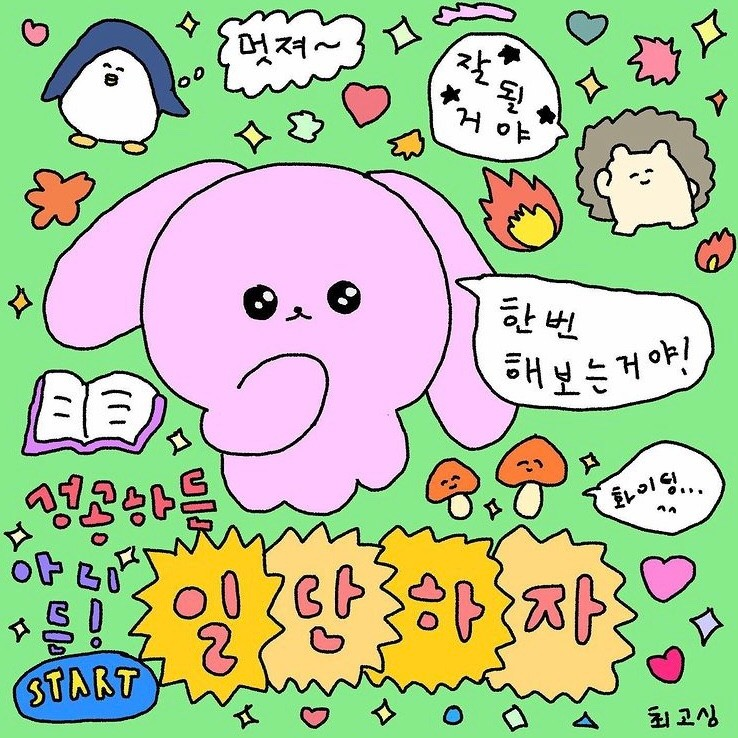 멋져~
잘
될
거야
한번
해보는거야!
화이팅...^^
성공하든
아니
든!
일단하자
START
최고심